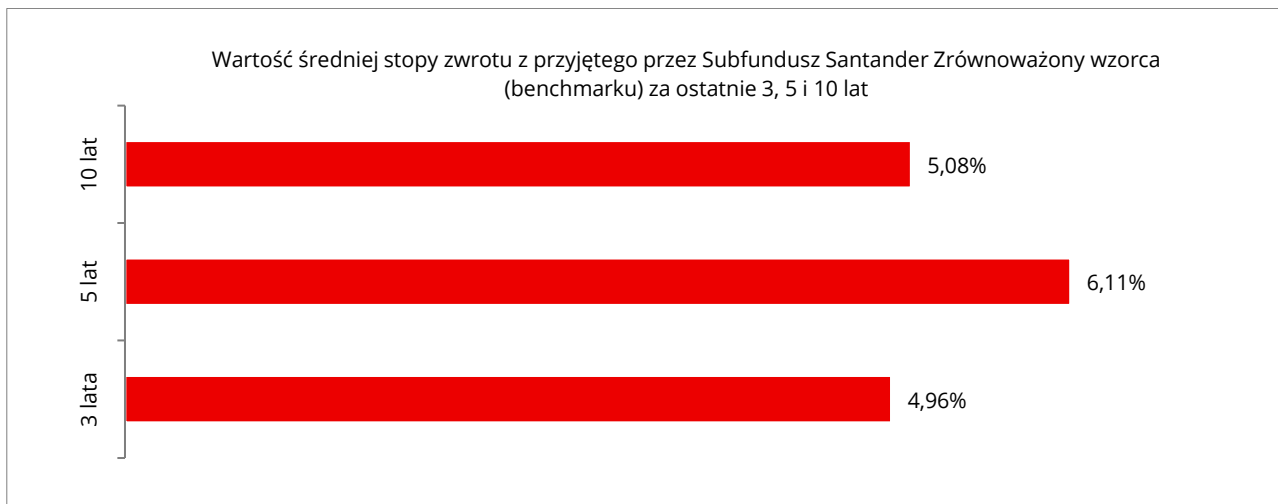 Wartość średniej stopy zwrotu z przyjętego przez Subfundusz Santander Zrównoważony wzorca
(benchmarku) za ostatnie 3, 5 i 10 lat
10 lat
5,08%
5 lat
6,11%
3 lata
4,96%